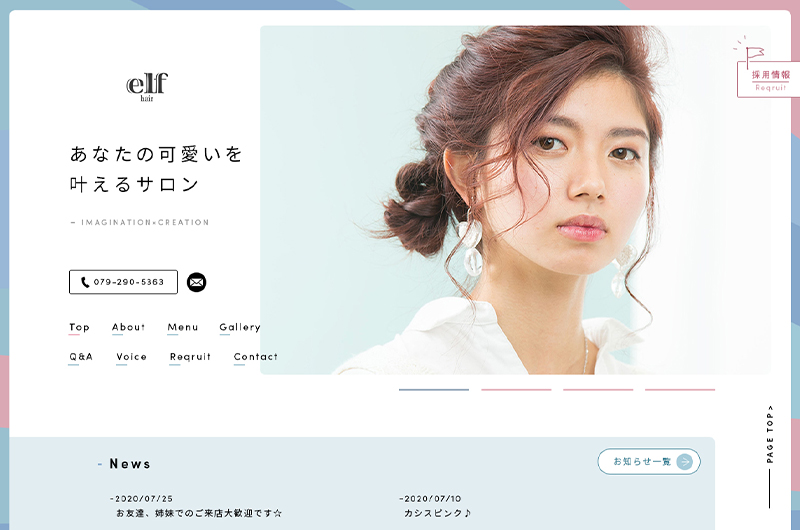 elf
hair
採用情報
Reqruit
あなたの可愛いを
叶えるサロン
– IMAGINATION×CREATION
079-290-5363
Top About Menu Gallery
Q&A Voice Reqruit Contact
PAGE TOP>
- News
お知らせ一覧
-2020/07/25
お友達、姉妹でのご来店大歓迎です☆
-2020/07/10
カシスピンク♪